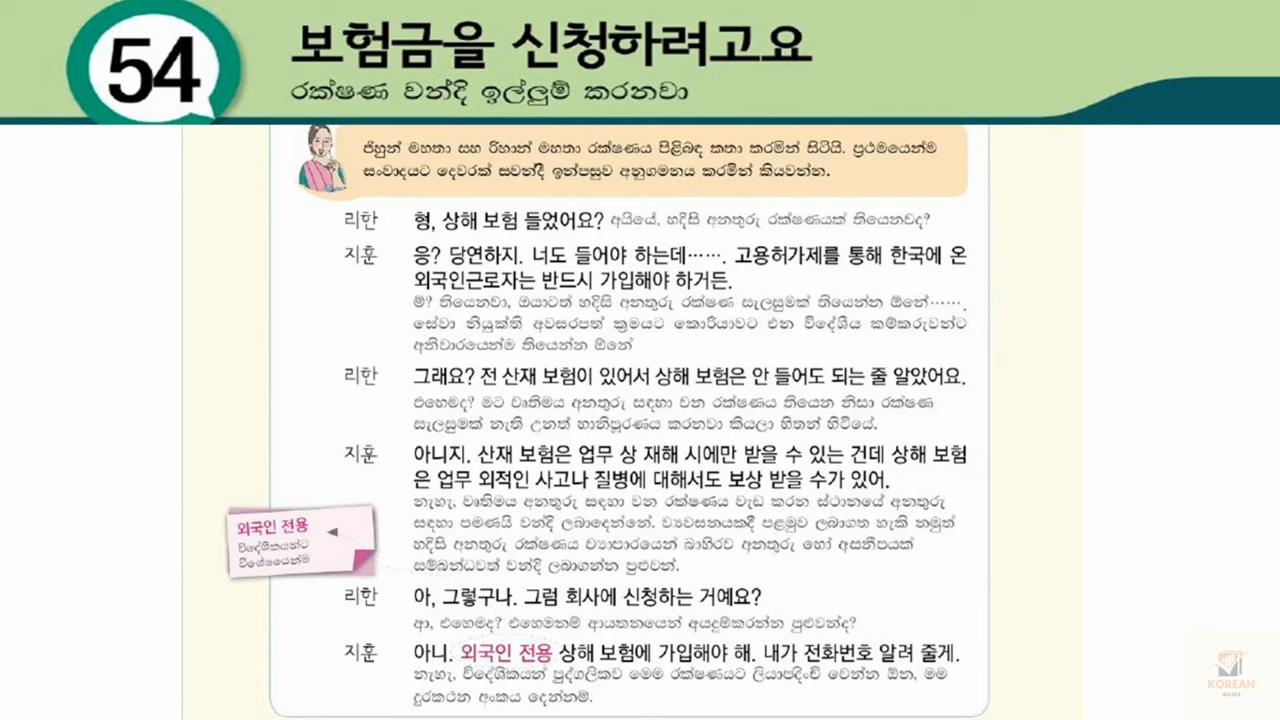 54
보험금을 신청하려고요
රක්ෂණ වන්දි ඉල්ලුම් කරනවා
ජිහුන් මහතා සහ රිහාන් මහතා රක්ෂණය පිළිබඳ කතා කරමින් සිටියි. ප්‍රථමයෙන්ම
සංවාදයට දෙවරක් සවන්දී ඉන්පසුව අනුගමනය කරමින් කියවන්න.
리한 형, 상해 보험 들었어요? අයියේ, හදිසි අනතුරු රක්ෂණයක් තියෙනවද?
지훈 응? 당연하지. 너도 들어야 하는데……. 고용허가제를 통해 한국에 온
외국인근로자는 반드시 가입해야 하거든.
ම්? තියෙනවා, ඔයාටත් හදිසි අනතුරු රක්ෂණ සැලසුමක් තියෙන්න ඕනේ…….
සේවා නියුක්ති අවසරපත් ක්‍රමයට කොරියාවට එන විදේශීය කම්කරුවන්ට
අනිවාරයෙන්ම තියෙන්න ඕනේ
리한 그래요? 전 산재 보험이 있어서 상해 보험은 안 들어도 되는 줄 알았어요.
එහෙමද? මට වෘතිමය අනතුරු සඳහා වන රක්ෂණය තියෙන නිසා රක්ෂණ
සැලසුමක් නැති උනත් හානිපූරණය කරනවා කියලා හිතන් හිටියේ.
지훈 아니지. 산재 보험은 업무 상 재해 시에만 받을 수 있는 건데 상해 보험
은 업무 외적인 사고나 질병에 대해서도 보상 받을 수가 있어.
නැහැ, වෘතිමය අනතුරු සඳහා වන රක්ෂණය වැඩ කරන ස්ථානයේ අනතුරු
සඳහා පමණයි වන්දි ලබාදෙන්නේ. ව්‍යවසනයකදී පළමුව ලබාගත හැකි නමුත්
හදිසි අනතුරු රක්ෂණය ව්‍යාපාරයෙන් බාහිරව අනතුරු හෝ අසනීපයක්
සම්බන්ධවත් වන්දි ලබාගන්න පුළුවන්.
외국인 전용
විදේශිකයන්ට
විශේෂයෙන්ම
리한 아, 그렇구나. 그럼 회사에 신청하는 거예요?
ආ, එහෙමද? එහෙමනම් ආයතනයෙන් අයදුම්කරන්න පුළුවන්ද?
지훈 아니. 외국인 전용 상해 보험에 가입해야 해. 내가 전화번호 알려 줄게.
නැහැ, විදේශිකයන් පුද්ගලිකව මෙම රක්ෂණයට ලියාපදිංචි වෙන්න ඕන, මම
දුරකථන අංකය දෙන්නම්.
KOREAN
GUIDE